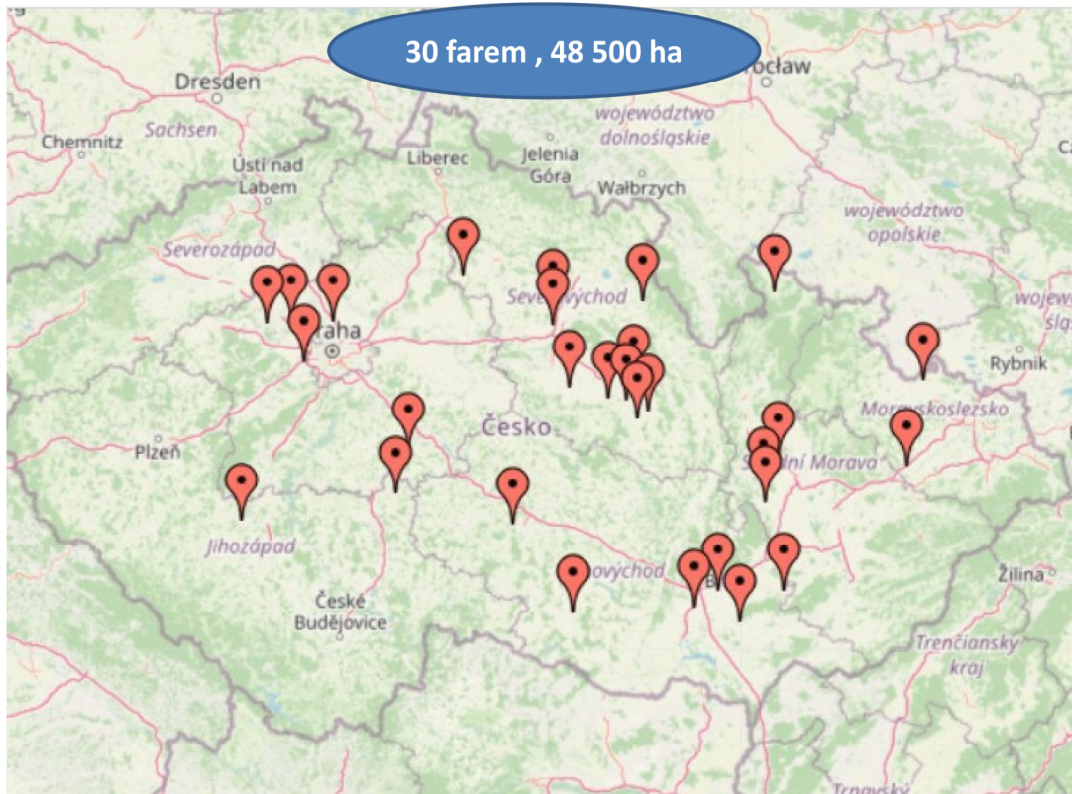 30 farem , 48 500 ha
Dresden
Sachsen
Chemnitz
Ústí nad
Labem
Liberec
Jelenia
Góra
Wałbrzych
województwo
dolnośląskie
województwo
opolskie
Severozápad
Česko
Plzeň
Jihozápad
České
Budějovice
Rybnik
Moravskoslezsko
Žilina
Trenčiansky
kraj